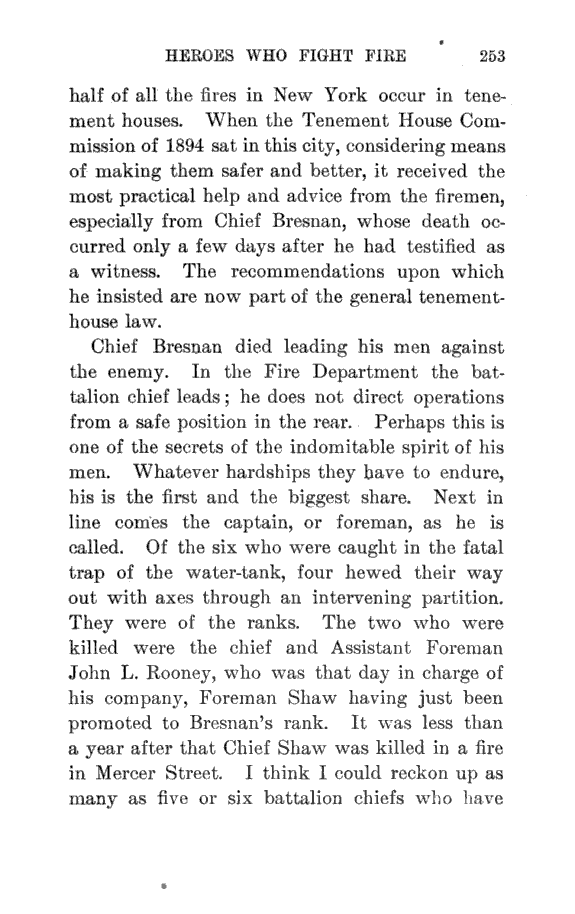 HEROES WHO FIGHT FIRE 253
half of all the fires in New York occur in tene-
ment houses. When the Tenement House Com-
mission of 1894 sat in this city, considering means
of making them safer and better, it received the
most practical help and advice from the firemen,
especially from Chief Bresnan, whose death oc-
curred only a few days after he had testified as
a witness. The recommendations upon which
he insisted are now part of the general tenement-
house law.
Chief Bresnan died leading his men against
the enemy. In the Fire Department the bat-
talion chief leads; he does not direct operations
from a safe position in the rear. Perhaps this is
one of the secrets of the indomitable spirit of his
men. Whatever hardships they have to endure,
his is the first and the biggest share. Next in
line comes the captain, or foreman, as he is
called. Of the six who were caught in the fatal
trap of the water-tank, four hewed their way
out with axes through an intervening partition.
They were of the ranks. The two who were
killed were the chief and Assistant Foreman
John L. Rooney, who was that day in charge of
his company, Foreman Shaw having just been
promoted to Bresnan's rank. It was less than
a year after that Chief Shaw was killed in a fire
in Mercer Street. I think I could reckon up as
many as five or six battalion chiefs who have